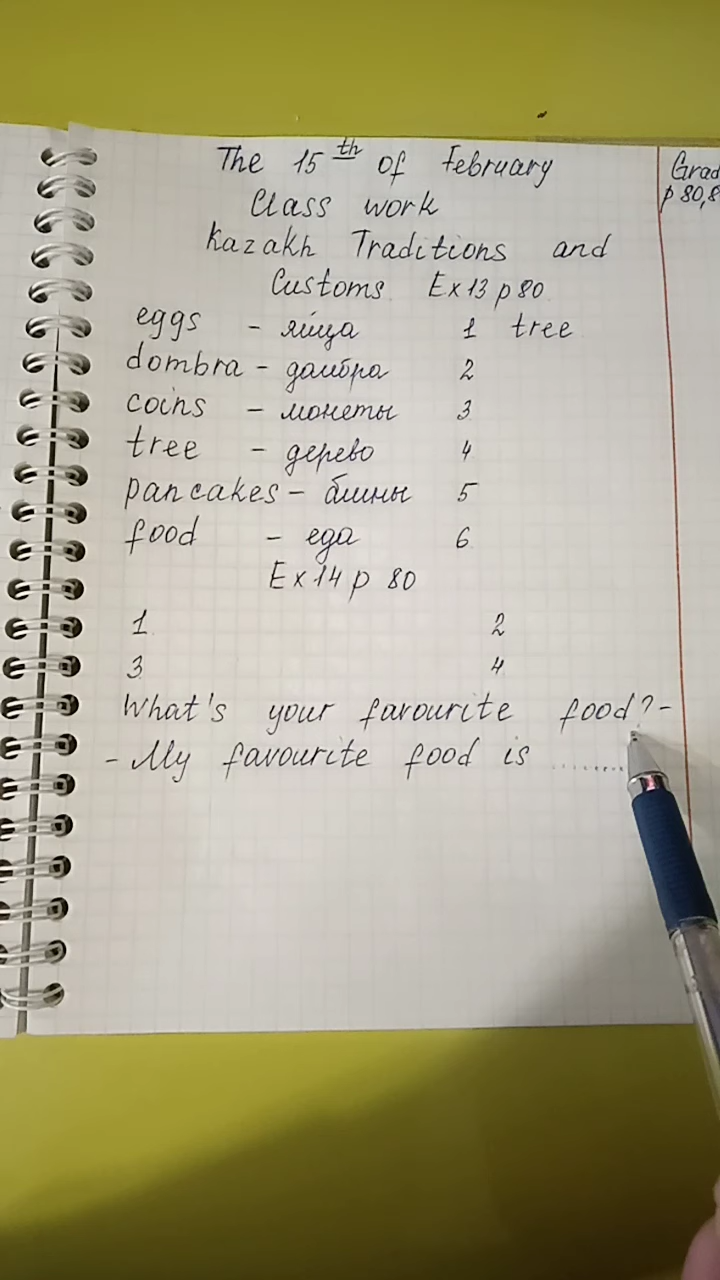 The 15th of February
Class work
Kazakh Traditions and
Customs. Ex 13 p 80
eggs - яйца 1 tree
dombra - домбра 2
coins - монеты 3
tree - дерево 4
pancakes - блины 5
food - еда 6
Ex 14 p 80
1 2
3 4
What's your favourite food? -
- My favourite food is ........
p 80,8